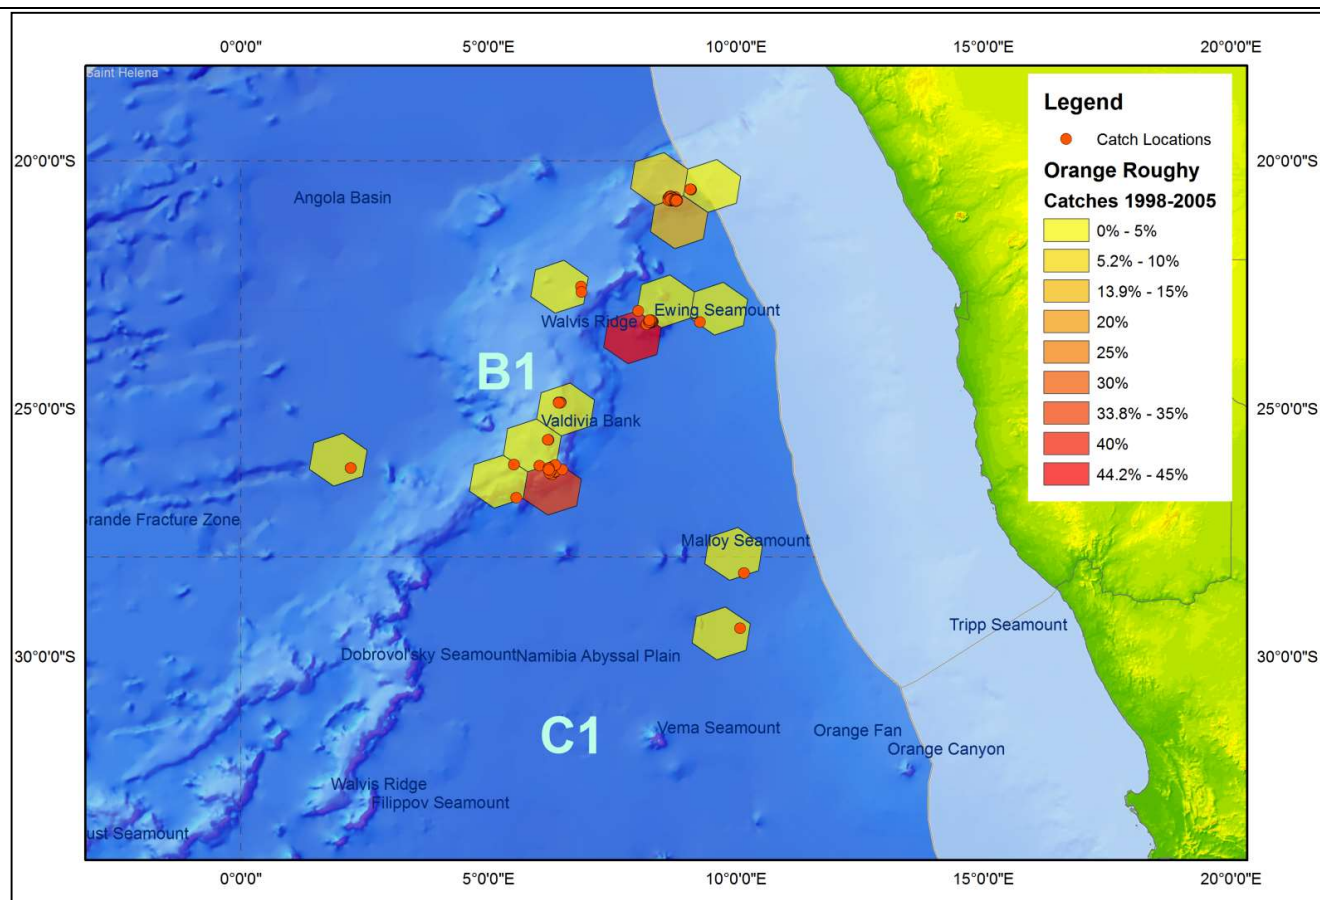 0°0'0" 5°0'0"E 10°0'0"E 15°0'0"E 20°0'0"E
Saint Helena
Legend
Catch Locations
Orange Roughy
Catches 1998-2005
0% - 5%
5.2% - 10%
13.9% - 15%
20%
25%
30%
33.8% - 35%
40%
44.2% - 45%
20°0'0"S 20°0'0"S
Angola Basin
Ewing Seamount
Walvis Ridge
B1
25°0'0"S 25°0'0"S
Valdivia Bank
rande Fracture Zone
Malloy Seamount
Tripp Seamount
30°0'0"S 30°0'0"S
Dobrovol'sky Seamount Namibia Abyssal Plain
C1
Vema Seamount
Orange Fan
Orange Canyon
Walvis Ridge
Filippov Seamount
ust Seamount
0°0'0" 5°0'0"E 10°0'0"E 15°0'0"E 20°0'0"E